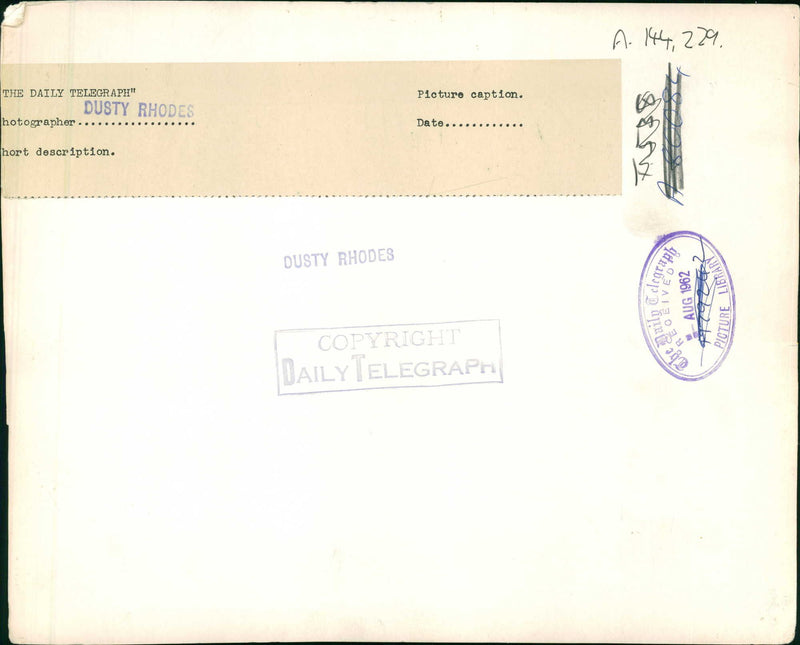 A. 144,229.
THE DAILY TELEGRAPH"
DUSTY RHODES
hotographer..................
hort description.
Picture caption.
Date............
DUSTY RHODES
COPYRIGHT
DAILY TELEGRAPH
The Daily Telegraph
RECEIVED
AUG 1962
PICTURE LIBRARY